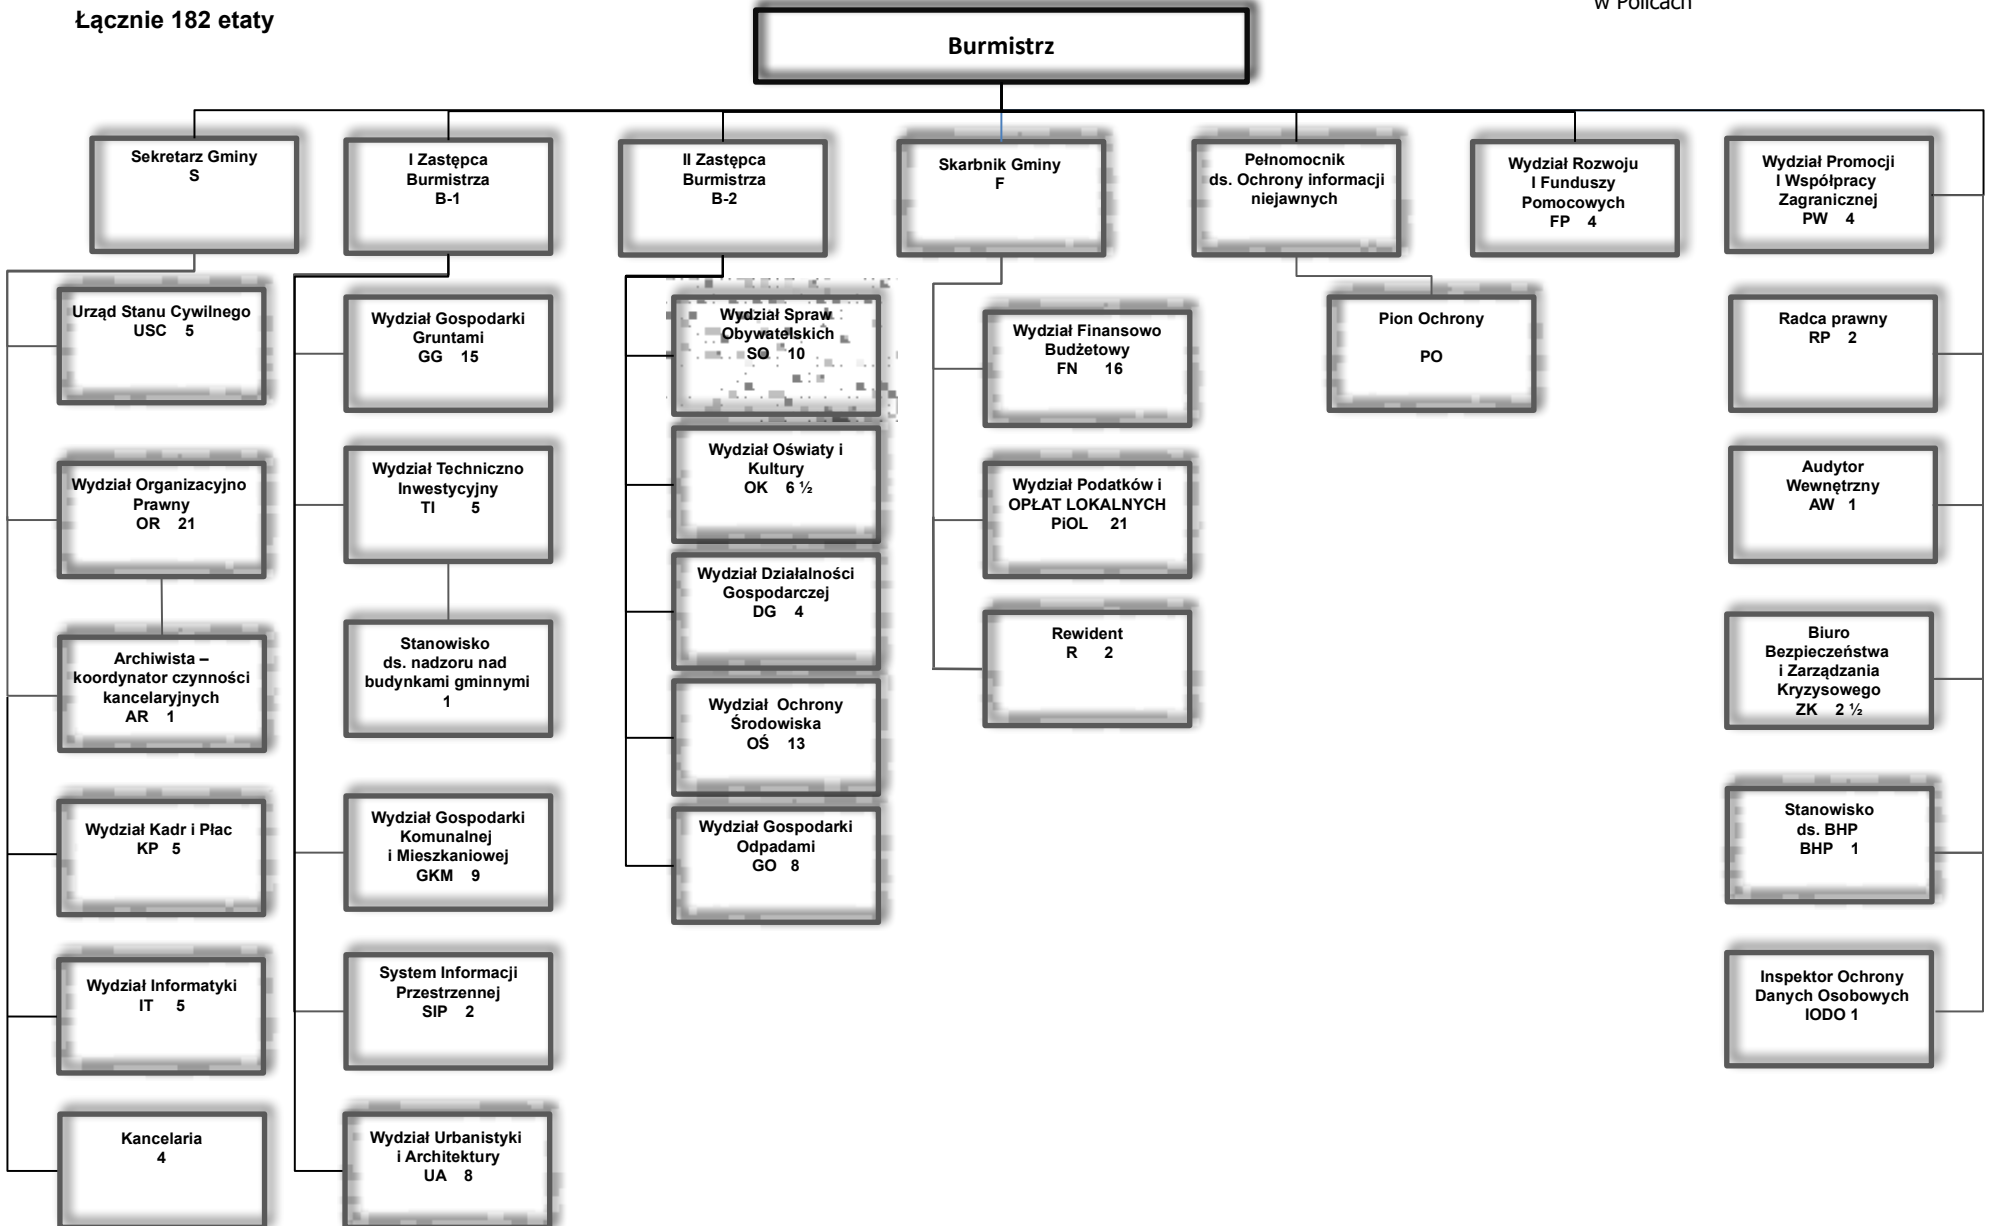 Łącznie 182 etaty
w Policach
Burmistrz
Sekretarz Gminy
S
I Zastępca
Burmistrza
B-1
II Zastępca
Burmistrza
B-2
Skarbnik Gminy
F
Pełnomocnik
ds. Ochrony informacji
niejawnych
Wydział Rozwoju
I Funduszy
Pomocowych
FP 4
Wydział Promocji
I Współpracy
Zagranicznej
PW 4
Urząd Stanu Cywilnego
USC 5
Wydział Organizacyjno
Prawny
OR 21
Archiwista –
koordynator czynności
kancelaryjnych
AR 1
Wydział Kadr i Płac
KP 5
Wydział Informatyki
IT 5
Kancelaria
4
Wydział Gospodarki
Gruntami
GG 15
Wydział Techniczno
Inwestycyjny
TI 5
Stanowisko
ds. nadzoru nad
budynkami gminnymi
1
Wydział Gospodarki
Komunalnej
i Mieszkaniowej
GKM 9
System Informacji
Przestrzennej
SIP 2
Wydział Urbanistyki
i Architektury
UA 8
Wydział Spraw
Obywatelskich
SO 10
Wydział Oświaty i
Kultury
OK 6 ½
Wydział Działalności
Gospodarczej
DG 4
Wydział Ochrony
Środowiska
OŚ 13
Wydział Gospodarki
Odpadami
GO 8
Wydział Finansowo
Budżetowy
FN 16
Wydział Podatków i
OPŁAT LOKALNYCH
PiOL 21
Rewident
R 2
Pion Ochrony
PO
Radca prawny
RP 2
Audytor
Wewnętrzny
AW 1
Biuro
Bezpieczeństwa
i Zarządzania
Kryzysowego
ZK 2 ½
Stanowisko
ds. BHP
BHP 1
Inspektor Ochrony
Danych Osobowych
IODO 1